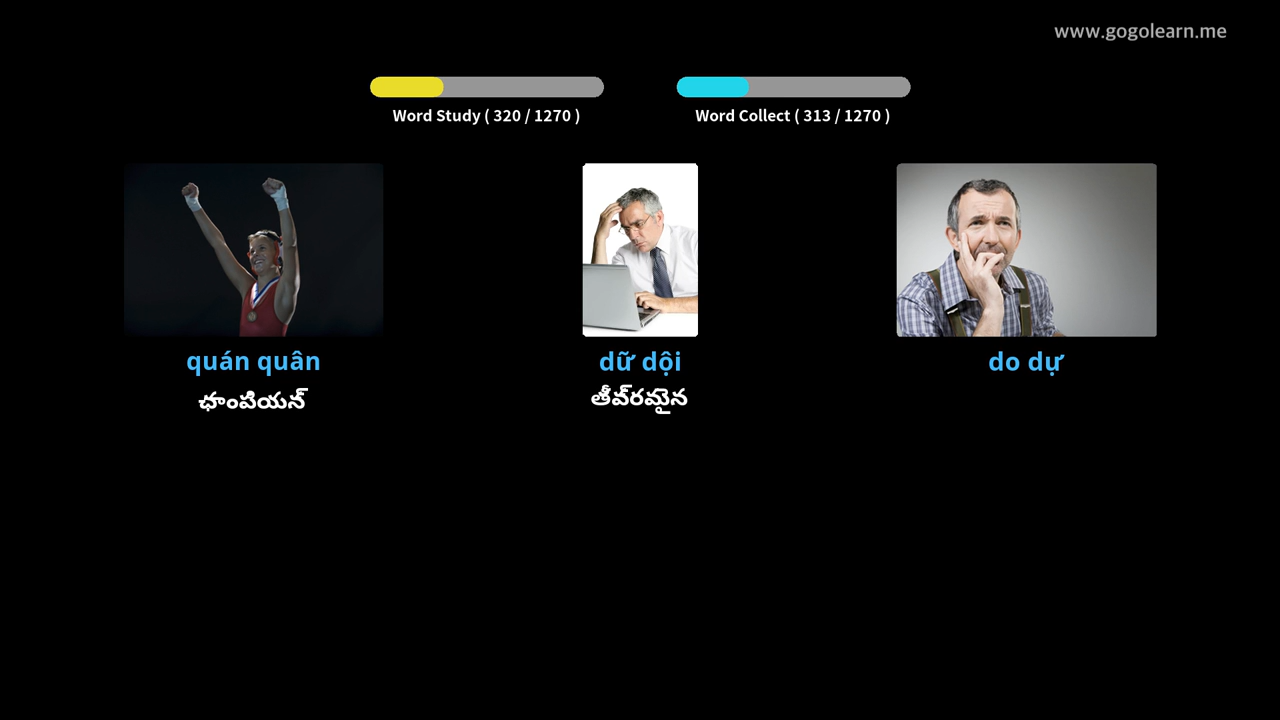 www.gogolearn.me
Word Study ( 320 / 1270 )
Word Collect ( 313 / 1270 )
quán quân
dữ dội
do dự
ఛాంపియన్
తీవ్రమైన